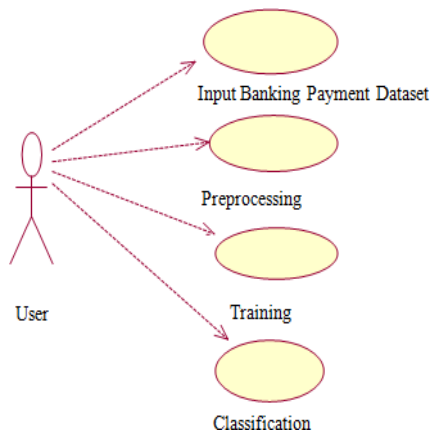 Input Banking Payment Dataset
Preprocessing
User
Training
Classification